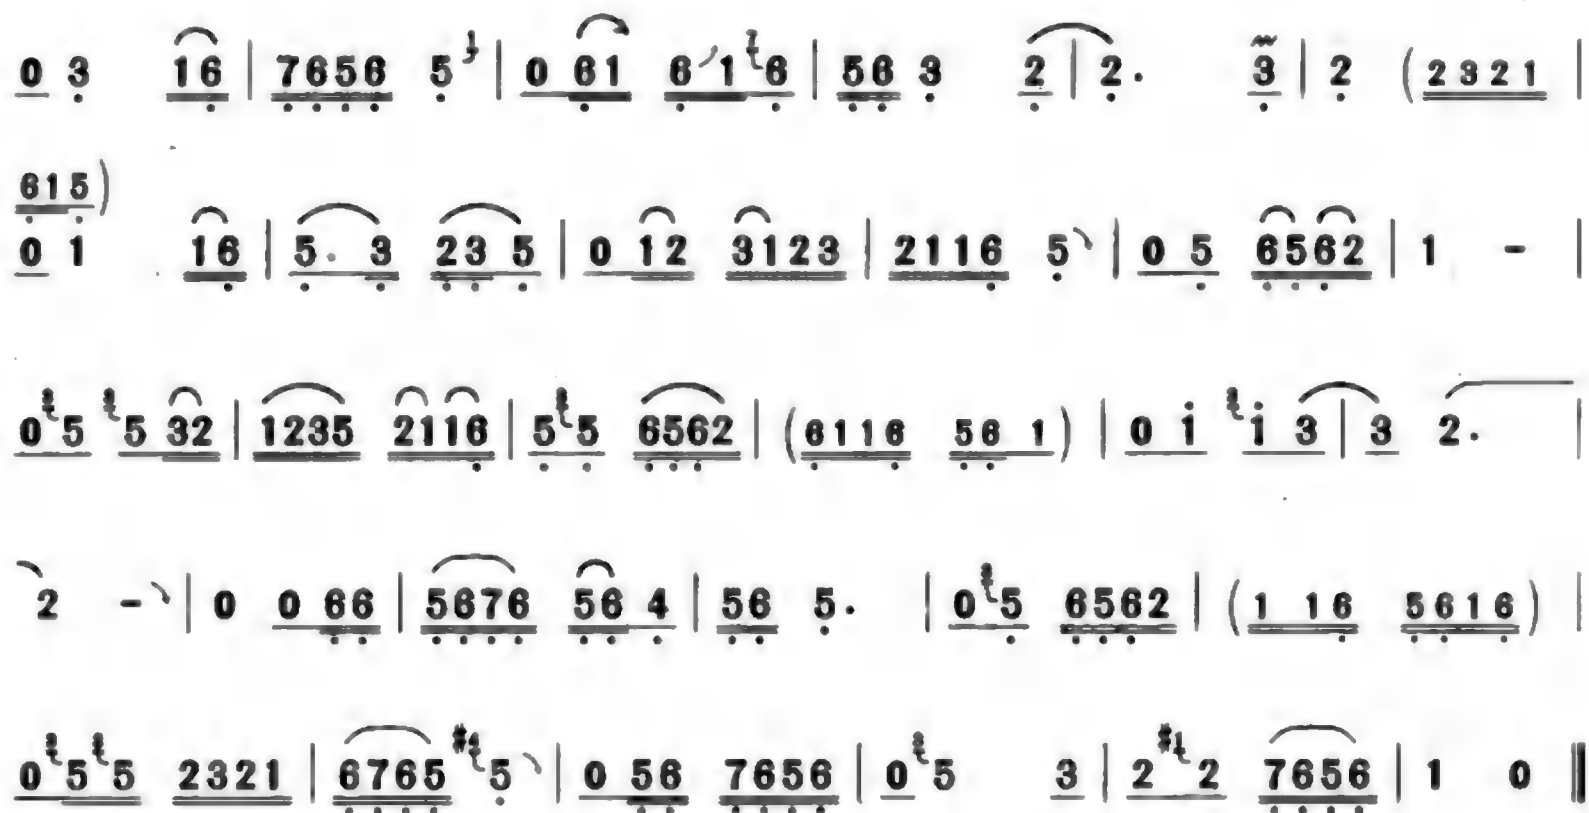 0 3 16 | 7656 5 | 0 61 6 1 6 | 56 3 2 | 2. 3 | 2 (2321 |
615)
0 1 16 | 5. 3 23 5 | 0 12 3123 | 2116 5 | 0 5 6562 | 1 - |
0 5 5 32 | 1235 2116 | 5 5 6562 | (6116 56 1) | 0 i i 3 | 3 2. |
2 - | 0 0 66 | 5676 56 4 | 56 5. | 0 5 6562 | (1 16 5616) |
0 5 5 2321 | 6765 5 | 0 56 7656 | 0 5 3 | 2 2 7656 | 1 0 ‖